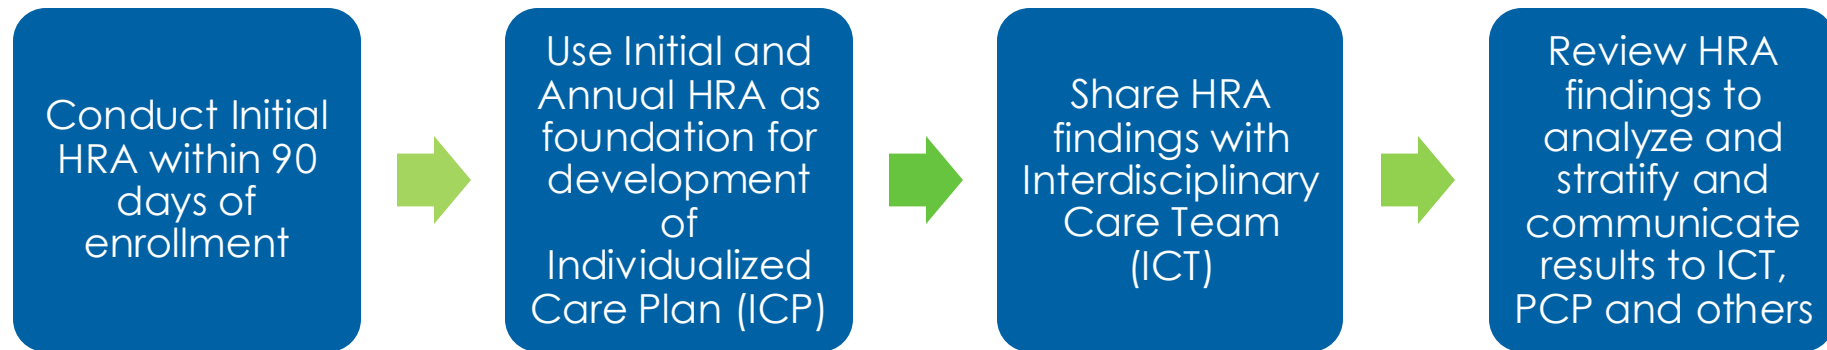 Conduct Initial
HRA within 90
days of
enrollment
Use Initial and
Annual HRA as
foundation for
development
of
Individualized
Care Plan (ICP)
Share HRA
findings with
Interdisciplinary
Care Team
(ICT)
Review HRA
findings to
analyze and
stratify and
communicate
results to ICT,
PCP and others